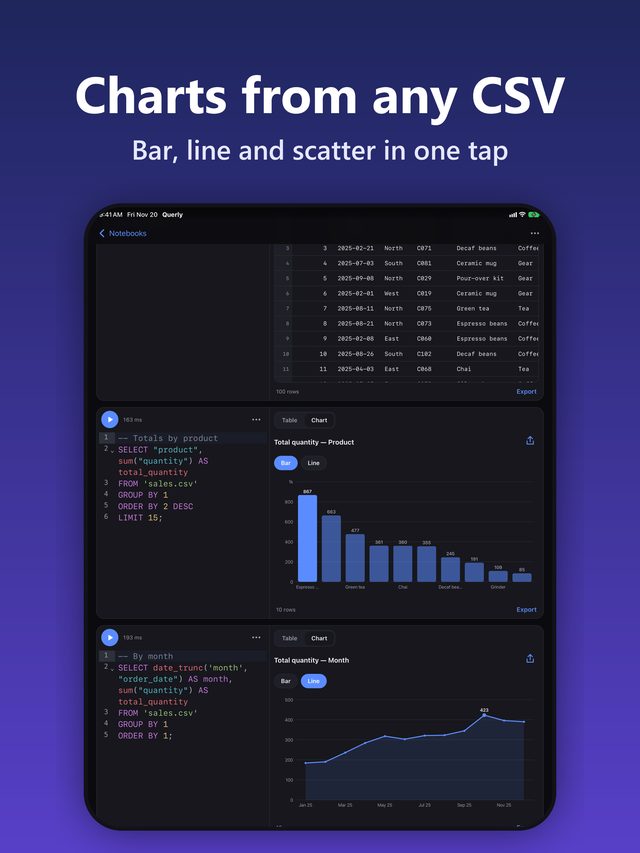 Charts from any CSV
Bar, line and scatter in one tap
9:41 AM Fri Nov 20 Querly
Notebooks
3 3 2025-02-21 North C071 Decaf beans Coffee
4 4 2025-07-03 South C081 Ceramic mug Gear
5 5 2025-09-08 North C029 Pour-over kit Gear
6 6 2025-02-01 West C019 Ceramic mug Gear
7 7 2025-08-11 North C075 Green tea Tea
8 8 2025-08-21 North C073 Espresso beans Coffee
9 9 2025-02-08 East C060 Espresso beans Coffee
10 10 2025-08-26 South C102 Decaf beans Coffee
11 11 2025-04-03 East C068 Chai Tea
100 rows Export
163 ms
1 -- Totals by product
2 SELECT "product",
sum("quantity") AS
total_quantity
3 FROM 'sales.csv'
4 GROUP BY 1
5 ORDER BY 2 DESC
6 LIMIT 15;
Table Chart
Total quantity — Product
Bar Line
%
800
600
400
200
0
867 663 477 361 360 355 245 191 109 85
Espresso ... Green tea Chai Decaf bea... Grinder
10 rows Export
193 ms
1 -- By month
2 SELECT date_trunc('month',
"order_date") AS month,
sum("quantity") AS
total_quantity
3 FROM 'sales.csv'
4 GROUP BY 1
5 ORDER BY 1;
Table Chart
Total quantity — Month
Bar Line
500
400
300
200
100
0
423
Jan 25 Mar 25 May 25 Jul 25 Sep 25 Nov 25